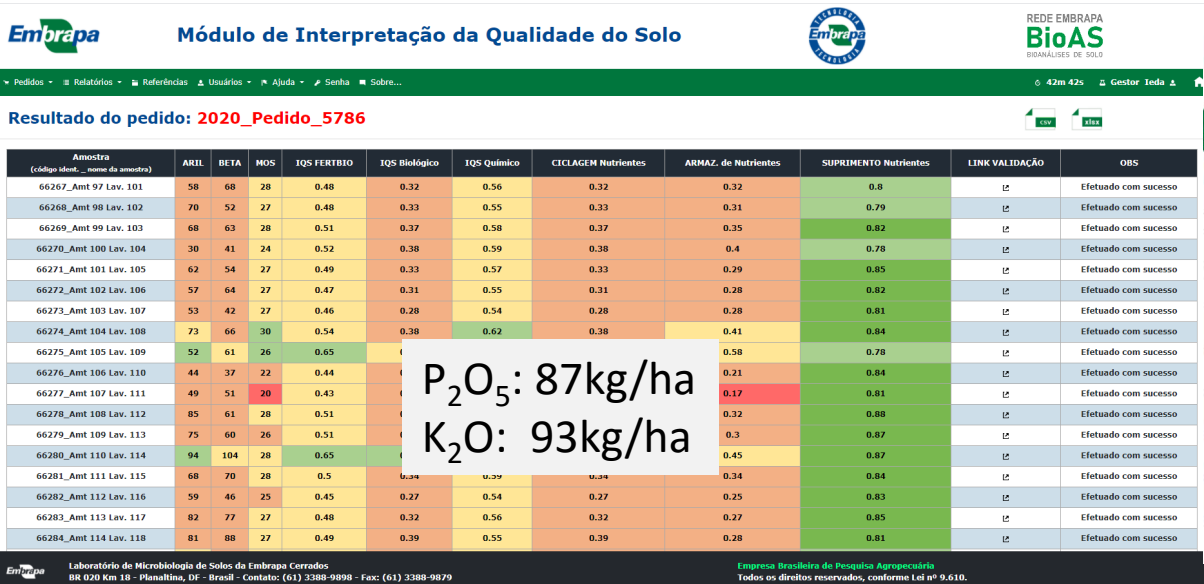 Embrapa
Módulo de Interpretação da Qualidade do Solo
TECNOLOGIA Embrapa TECNOLOGIA
REDE EMBRAPA
BioAS
BIOANÁLISES DE SOLO
Pedidos Relatórios Referências Usuários Ajuda Senha Sobre... 42m 42s Gestor Ieda
Resultado do pedido: 2020_Pedido_5786 CSV xlsx
Amostra (código ident. _ nome da amostra) ARIL BETA MOS IQS FERTBIO IQS Biológico IQS Químico CICLAGEM Nutrientes ARMAZ. de Nutrientes SUPRIMENTO Nutrientes LINK VALIDAÇÃO OBS
66267_Amt 97 Lav. 101 58 68 28 0.48 0.32 0.56 0.32 0.32 0.8 Efetuado com sucesso
66268_Amt 98 Lav. 102 70 52 27 0.48 0.33 0.55 0.33 0.31 0.79 Efetuado com sucesso
66269_Amt 99 Lav. 103 68 63 28 0.51 0.37 0.58 0.37 0.35 0.82 Efetuado com sucesso
66270_Amt 100 Lav. 104 30 41 24 0.52 0.38 0.59 0.38 0.4 0.78 Efetuado com sucesso
66271_Amt 101 Lav. 105 62 54 27 0.49 0.33 0.57 0.33 0.29 0.85 Efetuado com sucesso
66272_Amt 102 Lav. 106 57 64 27 0.47 0.31 0.55 0.31 0.28 0.82 Efetuado com sucesso
66273_Amt 103 Lav. 107 53 42 27 0.46 0.28 0.54 0.28 0.28 0.81 Efetuado com sucesso
66274_Amt 104 Lav. 108 73 66 30 0.54 0.38 0.62 0.38 0.41 0.84 Efetuado com sucesso
66275_Amt 105 Lav. 109 52 61 26 0.65 0.58 0.78 Efetuado com sucesso
66276_Amt 106 Lav. 110 44 37 22 0.44 0.21 0.84 Efetuado com sucesso
66277_Amt 107 Lav. 111 49 51 20 0.43 0.17 0.81 Efetuado com sucesso
66278_Amt 108 Lav. 112 85 61 28 0.51 0.32 0.88 Efetuado com sucesso
66279_Amt 109 Lav. 113 75 60 26 0.51 0.3 0.87 Efetuado com sucesso
66280_Amt 110 Lav. 114 94 104 28 0.65 0.45 0.87 Efetuado com sucesso
P₂O₅: 87kg/ha
K₂O: 93kg/ha
66281_Amt 111 Lav. 115 68 70 28 0.5 0.34 0.59 0.34 0.34 0.84 Efetuado com sucesso
66282_Amt 112 Lav. 116 59 46 25 0.45 0.27 0.54 0.27 0.25 0.83 Efetuado com sucesso
66283_Amt 113 Lav. 117 82 77 27 0.48 0.32 0.56 0.32 0.27 0.85 Efetuado com sucesso
66284_Amt 114 Lav. 118 81 88 27 0.49 0.39 0.55 0.39 0.28 0.81 Efetuado com sucesso
Embrapa
Laboratório de Microbiologia de Solos da Embrapa Cerrados
BR 020 Km 18 - Planaltina, DF - Brasil - Contato: (61) 3388-9898 - Fax: (61) 3388-9879
Empresa Brasileira de Pesquisa Agropecuária
Todos os direitos reservados, conforme Lei nº 9.610.